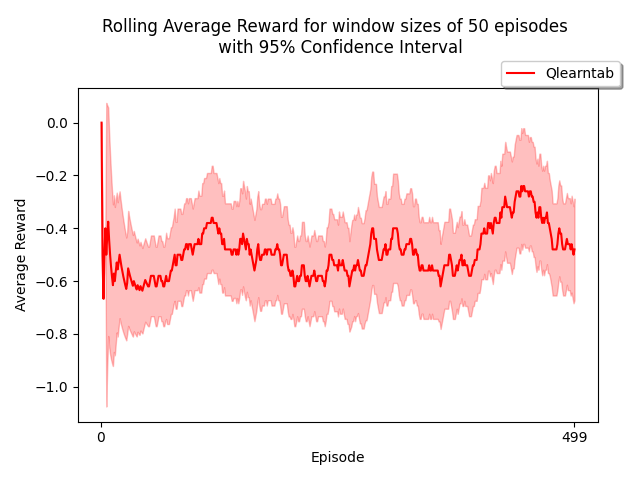 Rolling Average Reward for window sizes of 50 episodes
with 95% Confidence Interval
Qlearntab
0.0
−0.2
−0.4
−0.6
−0.8
−1.0
Average Reward
0
499
Episode